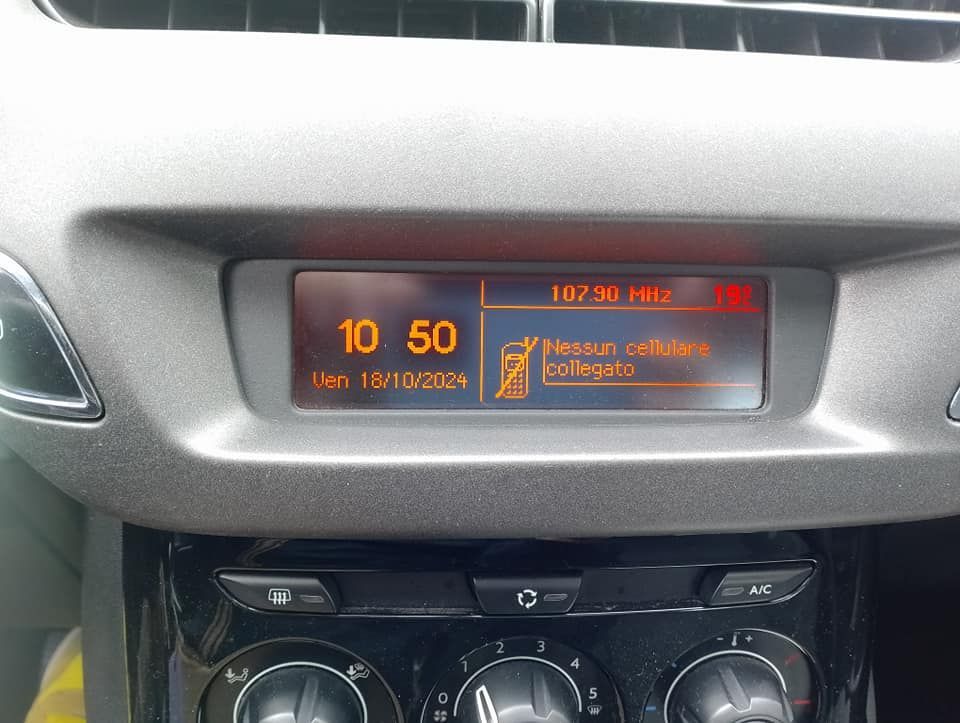 107.90 MHz 19°
10 50
Ven 18/10/2024
Nessun cellulare
collegato
A/C
0 1 2 3 4 5
- +